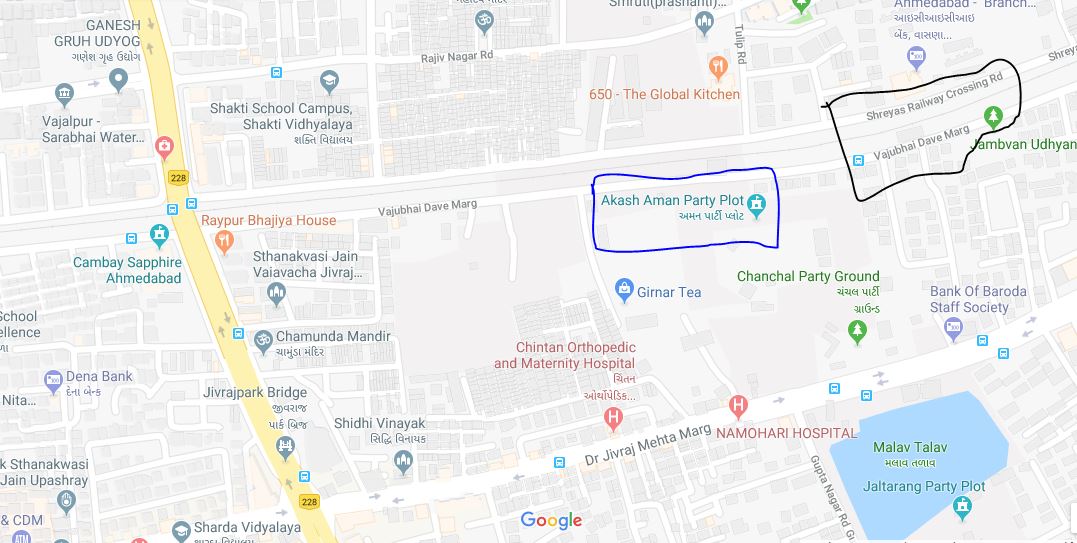 GANESH
GRUH UDYOG
ગણેશ ગૃહ ઉદ્યોગ
Rajiv Nagar Rd
Smruti(prashanti)...
Tulip Rd
Ahmedabad - Branch...
આઇસીઆઇસીઆઇ
બેંક, વાસણા...
Shreyas
650 - The Global Kitchen
Shreyas Railway Crossing Rd
Shakti School Campus,
Shakti Vidhyalaya
શક્તિ વિદ્યાલય
Vajalpur -
Sarabhai Water...
228
Vajubhai Dave Marg
Jambvan Udhyan
Vajubhai Dave Marg
Akash Aman Party Plot
અમન પાર્ટી પ્લોટ
Raypur Bhajiya House
Cambay Sapphire
Ahmedabad
Sthanakvasi Jain
Vaiavacha Jivraj...
Girnar Tea
Chanchal Party Ground
ચંચલ પાર્ટી
ગ્રાઉન્ડ
Bank Of Baroda
Staff Society
School
ellence
Chamunda Mandir
ચામુંડા મંદિર
Chintan Orthopedic
and Maternity Hospital
ચિંતન
ઓર્થોપેડિક...
Dena Bank
દેના બેન્ક
Nita...
Jivrajpark Bridge
જીવરાજ
પાર્ક બ્રિજ
Shidhi Vinayak
સિદ્ધિ વિનાયક
NAMOHARI HOSPITAL
Dr Jivraj Mehta Marg
Malav Talav
મલાવ તળાવ
Jaltarang Party Plot
Gupta Nagar Rd
k Sthanakwasi
Jain Upashray
228
& CDM
Sharda Vidyalaya
શારદા વિદ્યાલય
Google